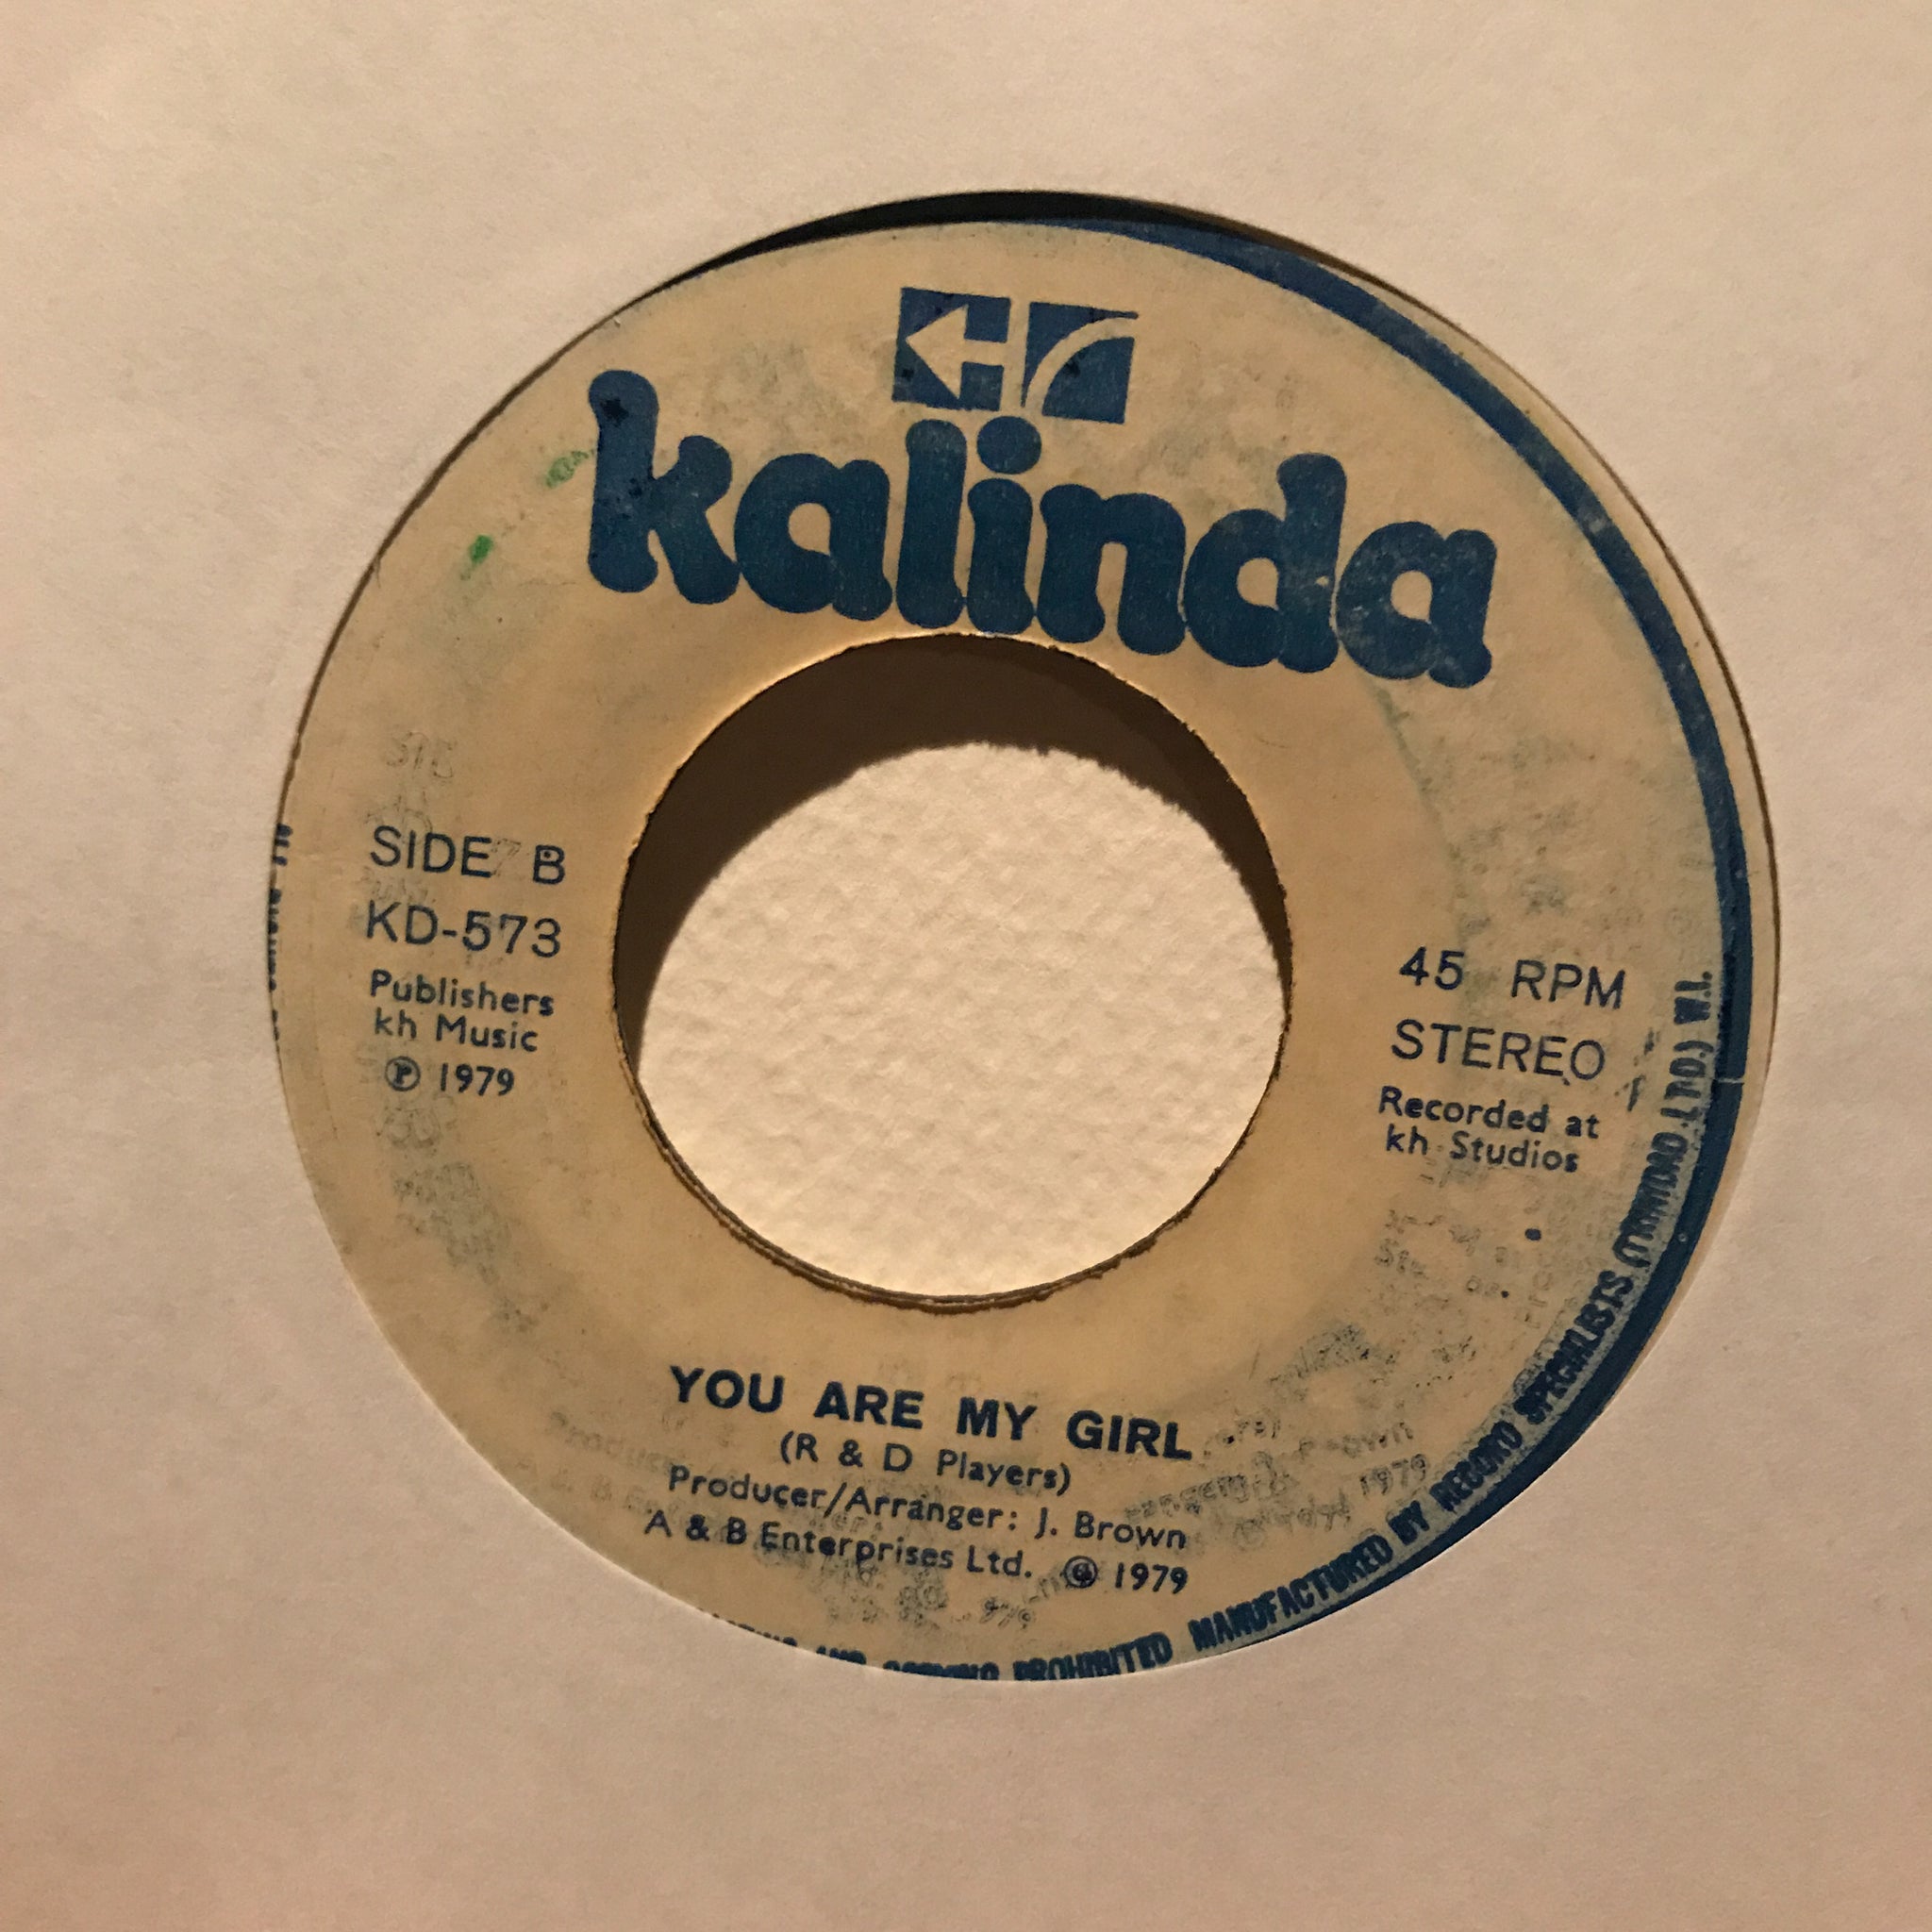 kh
kalinda
SIDE B
KD-573
Publishers
kh Music
℗ 1979
45 RPM
STEREO
Recorded at
kh Studios
YOU ARE MY GIRL
(R & D Players)
Producer/Arranger: J. Brown
A & B Enterprises Ltd. © 1979
PROHIBITED MANUFACTURED BY RECORD SPECIALISTS (TRINIDAD LTD.) W.I.